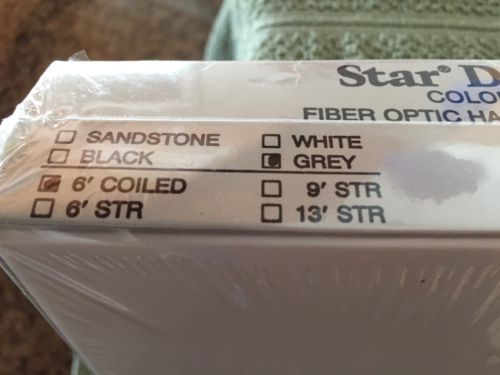 Star® D
COLO
FIBER OPTIC HA
☐ SANDSTONE ☐ WHITE
☐ BLACK ☑ GREY
☑ 6' COILED ☐ 9' STR
☐ 6' STR ☐ 13' STR